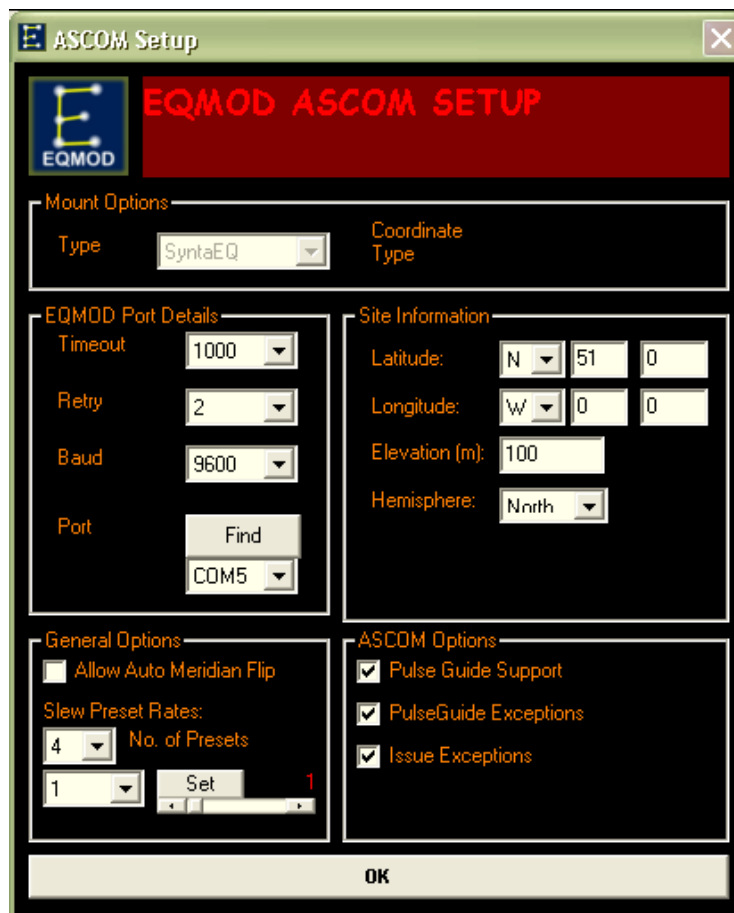 ASCOM Setup
EQMOD ASCOM SETUP
EQMOD
Mount Options
Type
SyntaEQ
Coordinate
Type
EQMOD Port Details
Timeout
1000
Retry
2
Baud
9600
Port
Find
COM5
Site Information
Latitude:
N
51
0
Longitude:
W
0
0
Elevation (m):
100
Hemisphere:
North
General Options
Allow Auto Meridian Flip
Slew Preset Rates:
4
No. of Presets
1
Set
1
ASCOM Options
Pulse Guide Support
PulseGuide Exceptions
Issue Exceptions
OK